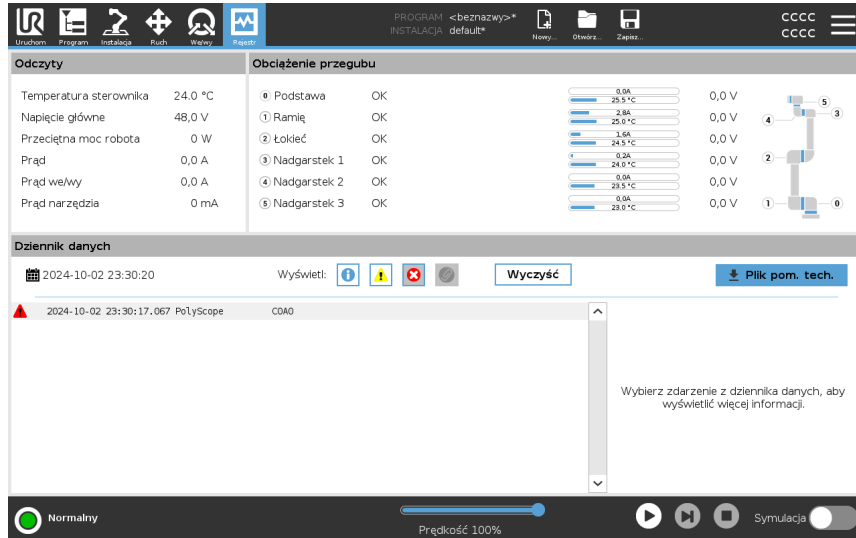 PROGRAM <beznazwy>*
INSTALACJA default*
CCCC
CCCC
Uruchom Program Instalacja Ruch We/wy Rejestr
Nowy... Otwórz... Zapisz...
Odczyty
Temperatura sterownika 24.0 °C
Napięcie główne 48,0 V
Przeciętna moc robota 0 W
Prąd 0,0 A
Prąd we/wy 0,0 A
Prąd narzędzia 0 mA
Obciążenie przegubu
0 Podstawa OK 0,0A 25.5 °C 0,0 V
1 Ramię OK 2,8A 25.0 °C 0,0 V
2 Łokieć OK 1,6A 24.5 °C 0,0 V
3 Nadgarstek 1 OK 0,2A 24.0 °C 0,0 V
4 Nadgarstek 2 OK 0,0A 23.5 °C 0,0 V
5 Nadgarstek 3 OK 0,0A 23.0 °C 0,0 V
5
4 3
2
1 0
Dziennik danych
2024-10-02 23:30:20 Wyświetl: Wyczyść Plik pom. tech.
2024-10-02 23:30:17.067 PolyScope C0A0
Wybierz zdarzenie z dziennika danych, aby
wyświetlić więcej informacji.
Normalny
Prędkość 100%
Symulacja